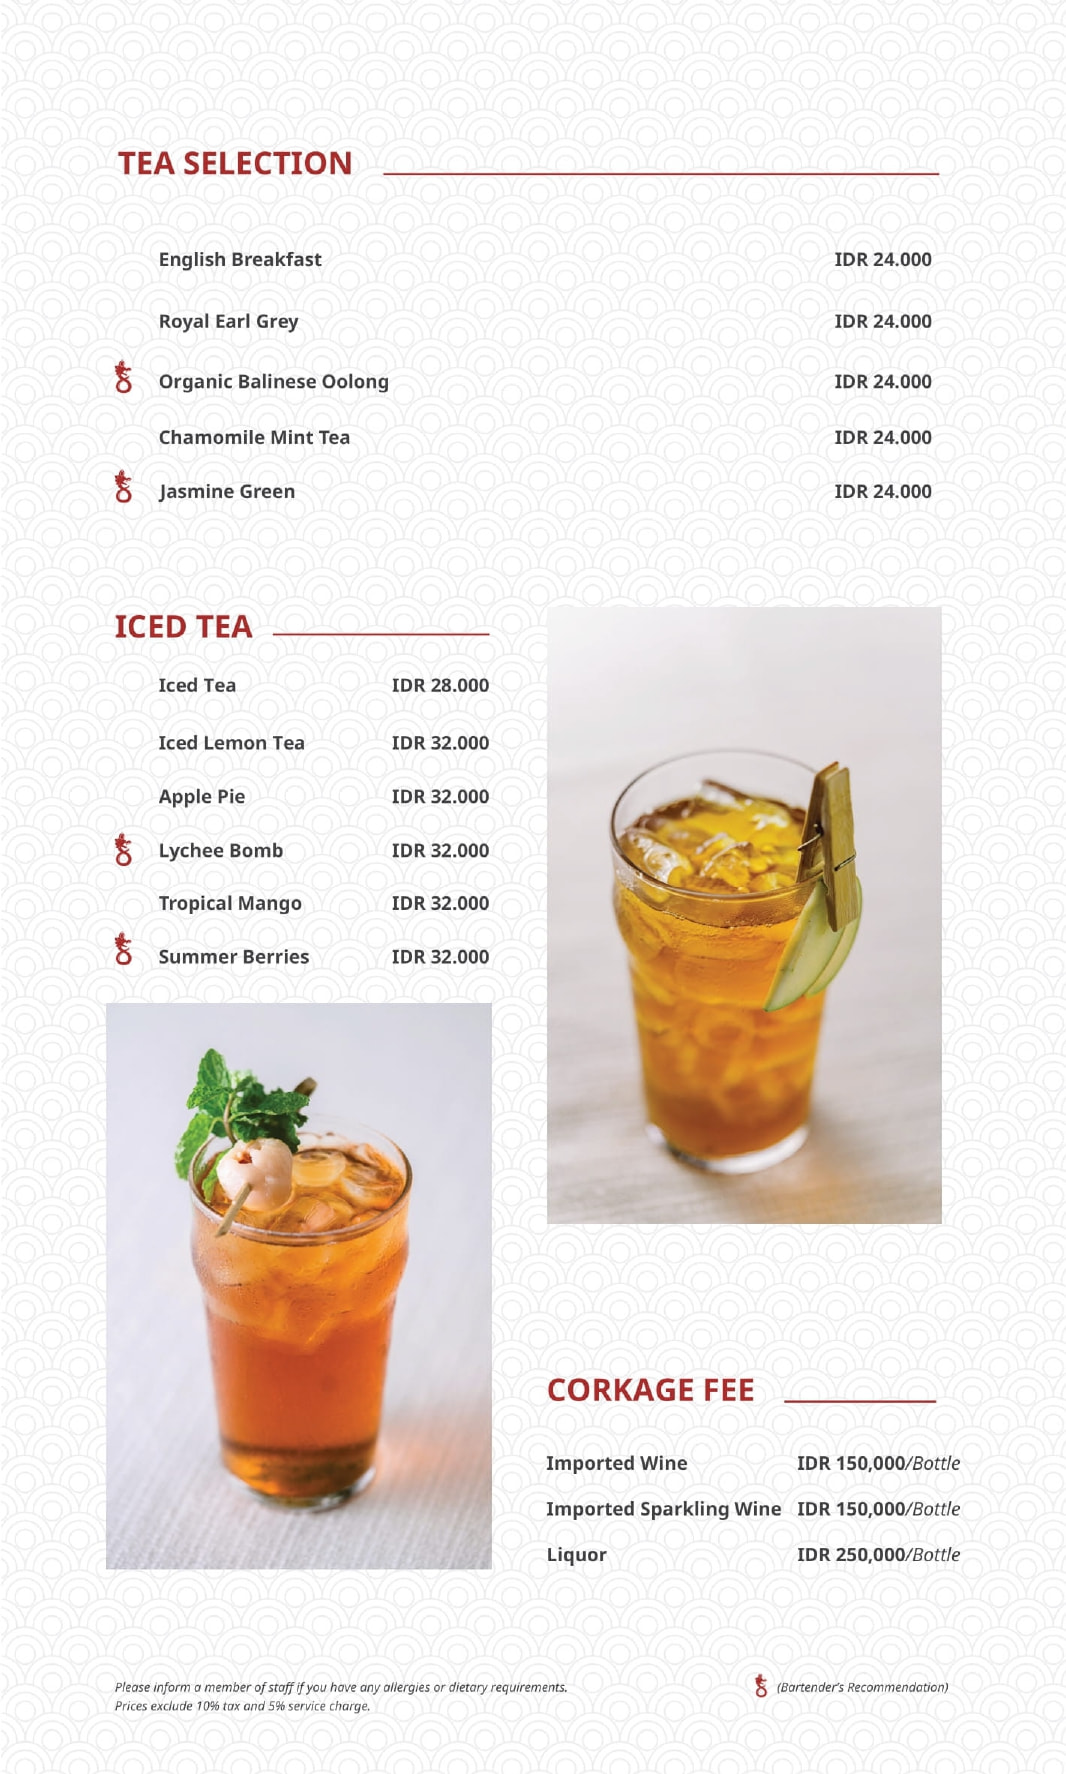 TEA SELECTION
English Breakfast IDR 24.000
Royal Earl Grey IDR 24.000
Organic Balinese Oolong IDR 24.000
Chamomile Mint Tea IDR 24.000
Jasmine Green IDR 24.000
ICED TEA
Iced Tea IDR 28.000
Iced Lemon Tea IDR 32.000
Apple Pie IDR 32.000
Lychee Bomb IDR 32.000
Tropical Mango IDR 32.000
Summer Berries IDR 32.000
CORKAGE FEE
Imported Wine IDR 150,000/Bottle
Imported Sparkling Wine IDR 150,000/Bottle
Liquor IDR 250,000/Bottle
Please inform a member of staff if you have any allergies or dietary requirements.
Prices exclude 10% tax and 5% service charge.
(Bartender's Recommendation)